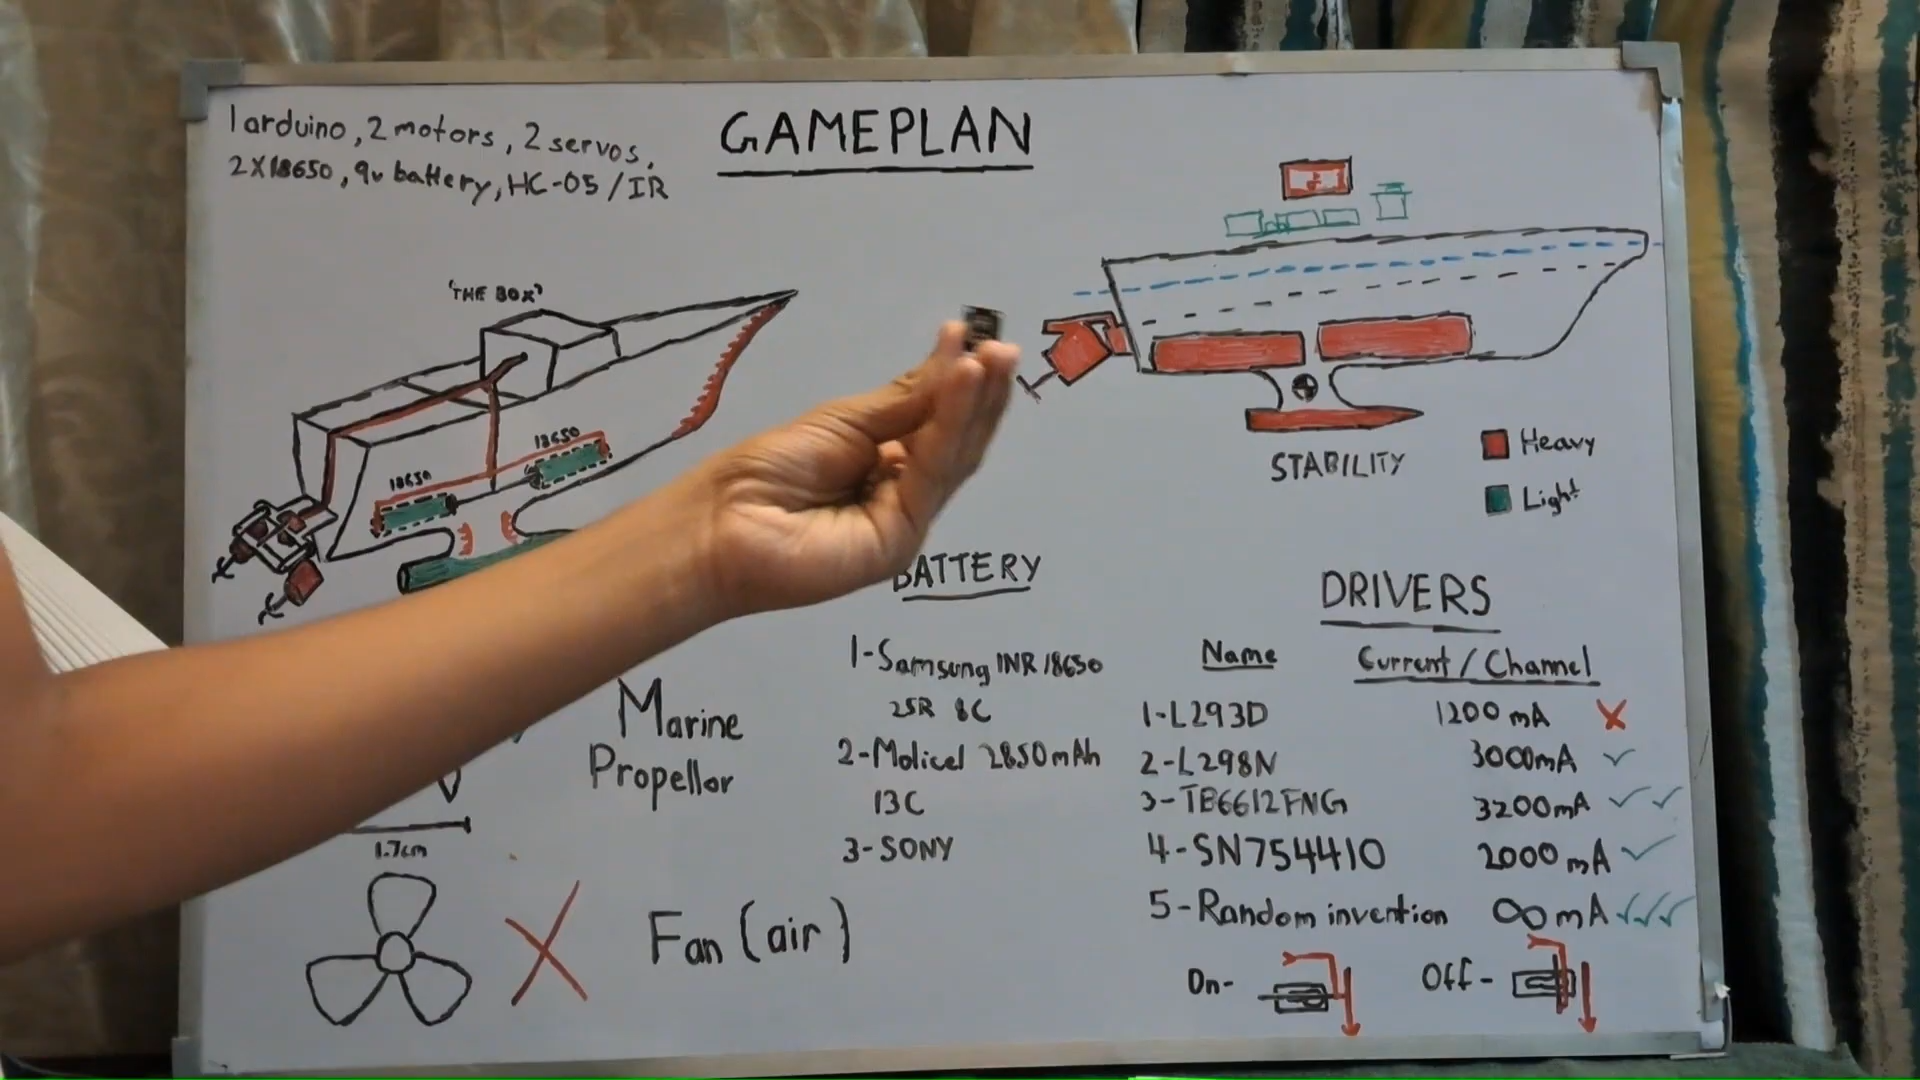 GAMEPLAN
1 arduino, 2 motors, 2 servos,
2X18650, 9v battery, HC-05 / IR
'THE BOX'
18650
18650
STABILITY
Heavy
Light
BATTERY
1-Samsung INR 18650
25R 8C
2-Molicel 2850mAh
13C
3-SONY
DRIVERS
Name Current / Channel
1-L293D 1200 mA X
2-L298N 3000mA ✓
3-TB6612FNG 3200mA ✓✓
4-SN754410 2000 mA ✓
5-Random invention ∞ mA ✓✓✓
On-
Off-
Marine
Propellor
1.7cm
X
Fan (air)